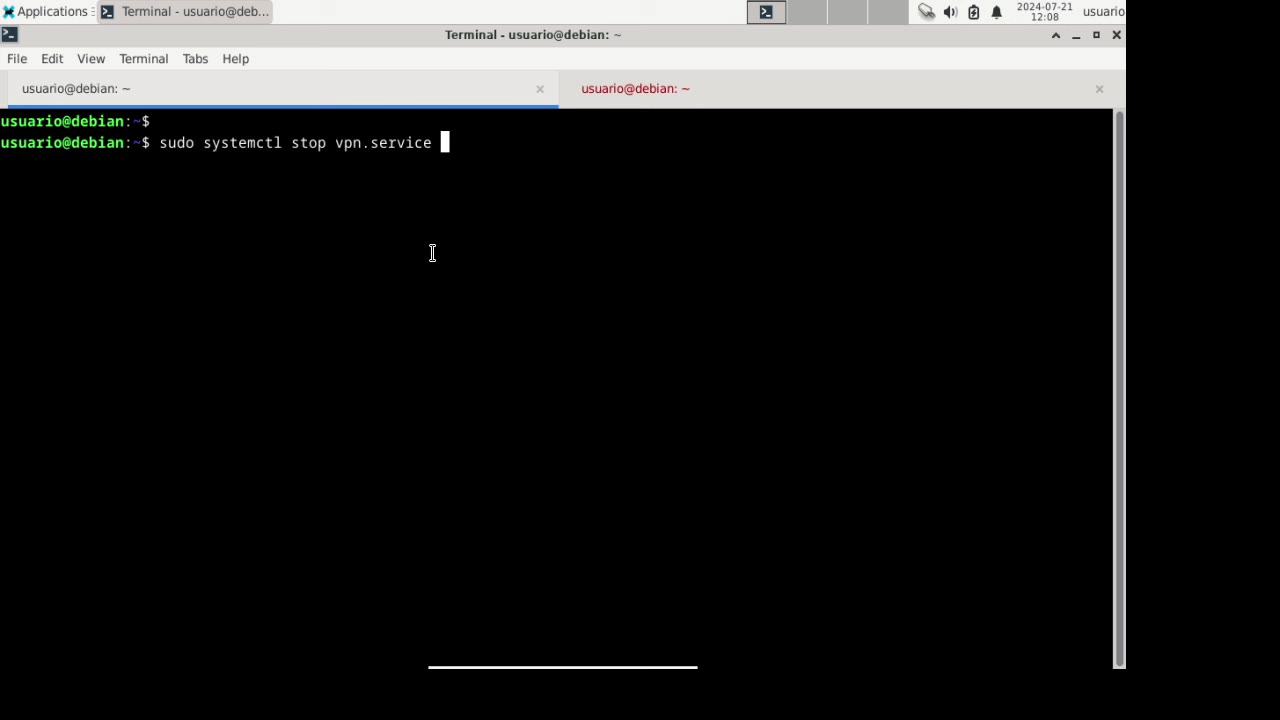 Applications
Terminal - usuario@deb...
2024-07-21
12:08
usuario
Terminal - usuario@debian: ~
File Edit View Terminal Tabs Help
usuario@debian: ~
usuario@debian: ~
usuario@debian:~$
usuario@debian:~$ sudo systemctl stop vpn.service